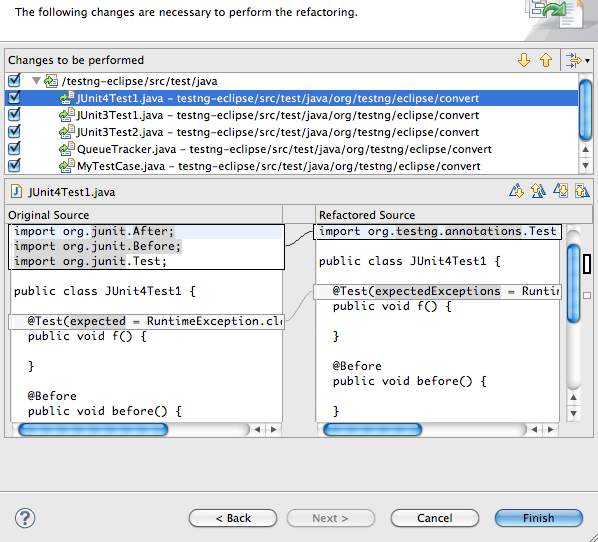 The following changes are necessary to perform the refactoring.
Changes to be performed
/testng-eclipse/src/test/java
JUnit4Test1.java – testng-eclipse/src/test/java/org/testng/eclipse/convert
JUnit3Test1.java – testng-eclipse/src/test/java/org/testng/eclipse/convert
JUnit3Test2.java – testng-eclipse/src/test/java/org/testng/eclipse/convert
QueueTracker.java – testng-eclipse/src/test/java/org/testng/eclipse/convert
MyTestCase.java – testng-eclipse/src/test/java/org/testng/eclipse/convert
JUnit4Test1.java
Original Source
import org.junit.After;
import org.junit.Before;
import org.junit.Test;
public class JUnit4Test1 {
@Test(expected = RuntimeException.cl
public void f() {
}
@Before
public void before() {
Refactored Source
import org.testng.annotations.Test
public class JUnit4Test1 {
@Test(expectedExceptions = Runti
public void f() {
}
@Before
public void before() {
}
?
< Back
Next >
Cancel
Finish